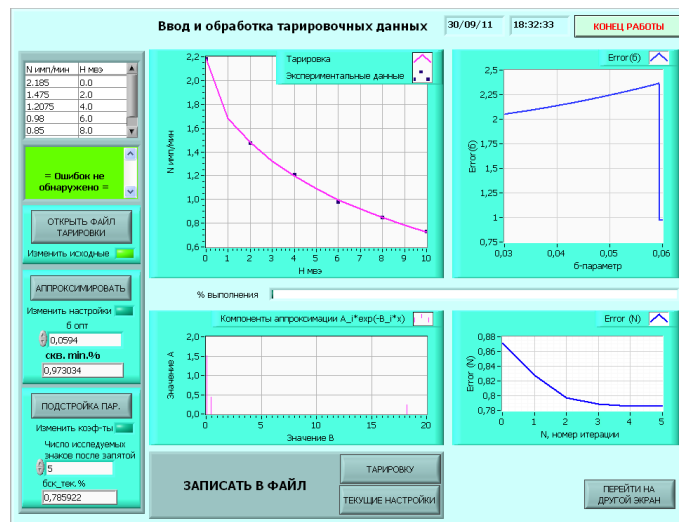 Ввод и обработка тарировочных данных
30/09/11
18:32:33
КОНЕЦ РАБОТЫ
N имп/мин H мвэ
2.185 0.0
1.475 2.0
1.2075 4.0
0.98 6.0
0.85 8.0
= Ошибок не
обнаружено =
ОТКРЫТЬ ФАЙЛ
ТАРИРОВКИ
Изменить исходные
АППРОКСИМИРОВАТЬ
Изменить настройки
б опт
0,0594
скв. min.%
0,973034
ПОДСТРОЙКА ПАР.
Изменить коэф-ты
Число исследуемых
знаков после запятой
5
бск_тек.%
0,785922
Тарировка
Экспериментальные данные
N имп/мин
2,2
2,0
1,8
1,6
1,4
1,2
1,0
0,8
0,6
0 1 2 3 4 5 6 7 8 9 10
H мвэ
Error(б)
Error(б)
2,5
2,25
2
1,75
1,5
1,25
1
0,75
0,03 0,04 0,05 0,06
б-параметр
% выполнения
Компоненты аппроксимации A_i*exp(-B_i*x)
Значение A
2,0
1,5
1,0
0,5
0,0
0 5 10 15 20
Значение B
Error (N)
Error (N)
0,88
0,86
0,84
0,82
0,8
0,78
0 1 2 3 4 5
N, номер итерации
ЗАПИСАТЬ В ФАЙЛ
ТАРИРОВКУ
ТЕКУЩИЕ НАСТРОЙКИ
ПЕРЕЙТИ НА
ДРУГОЙ ЭКРАН